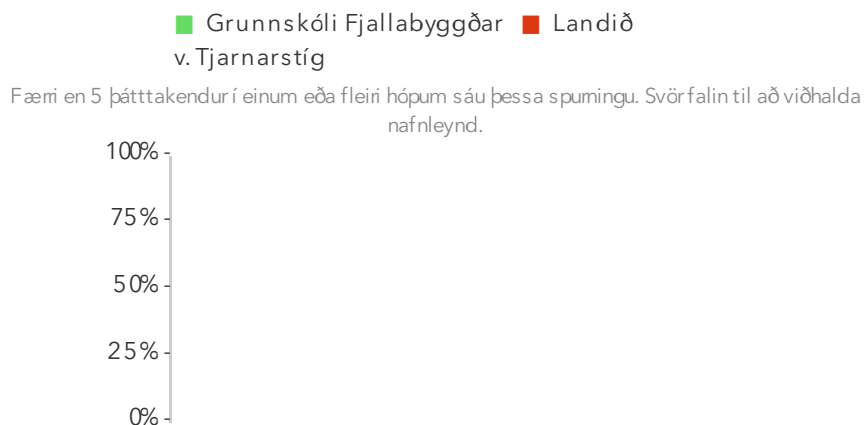 Grunnskóli Fjallabyggðar Landið
v. Tjarnarstíg
Færri en 5 þátttakendur í einum eða fleiri hópum sáu þessa spurningu. Svör falin til að viðhalda
nafnleynd.
100%
75%
50%
25%
0%